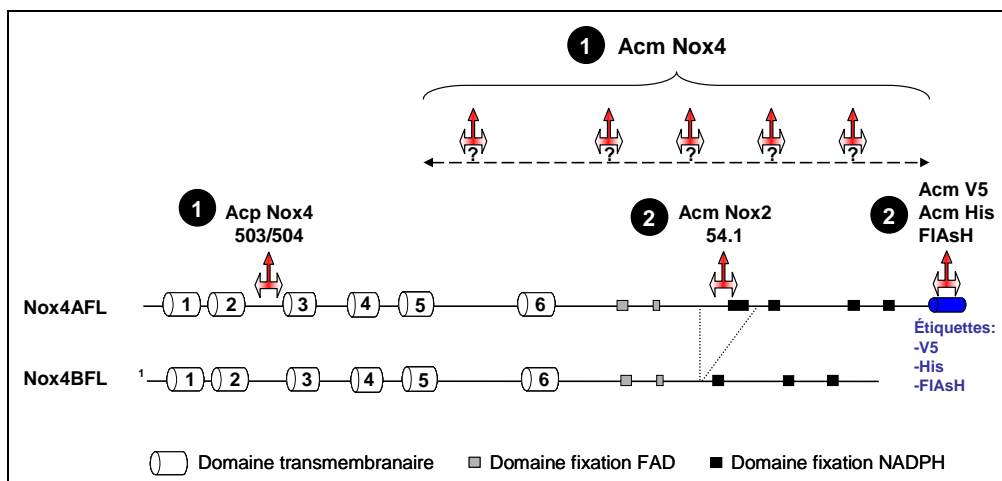 1 Acm Nox4
? ? ? ? ?
1 Acp Nox4
503/504
2 Acm Nox2
54.1
2 Acm V5
Acm His
FlAsH
Nox4AFL 1 2 3 4 5 6
Étiquettes:
-V5
-His
-FlAsH
Nox4BFL 1 1 2 3 4 5 6
Domaine transmembranaire Domaine fixation FAD Domaine fixation NADPH